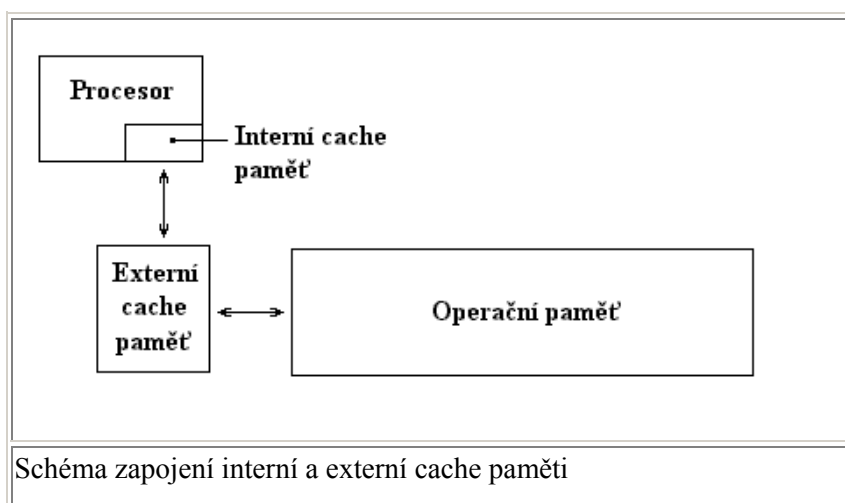 Procesor
Interní cache
paměť
Externí
cache
paměť
Operační paměť
Schéma zapojení interní a externí cache paměti